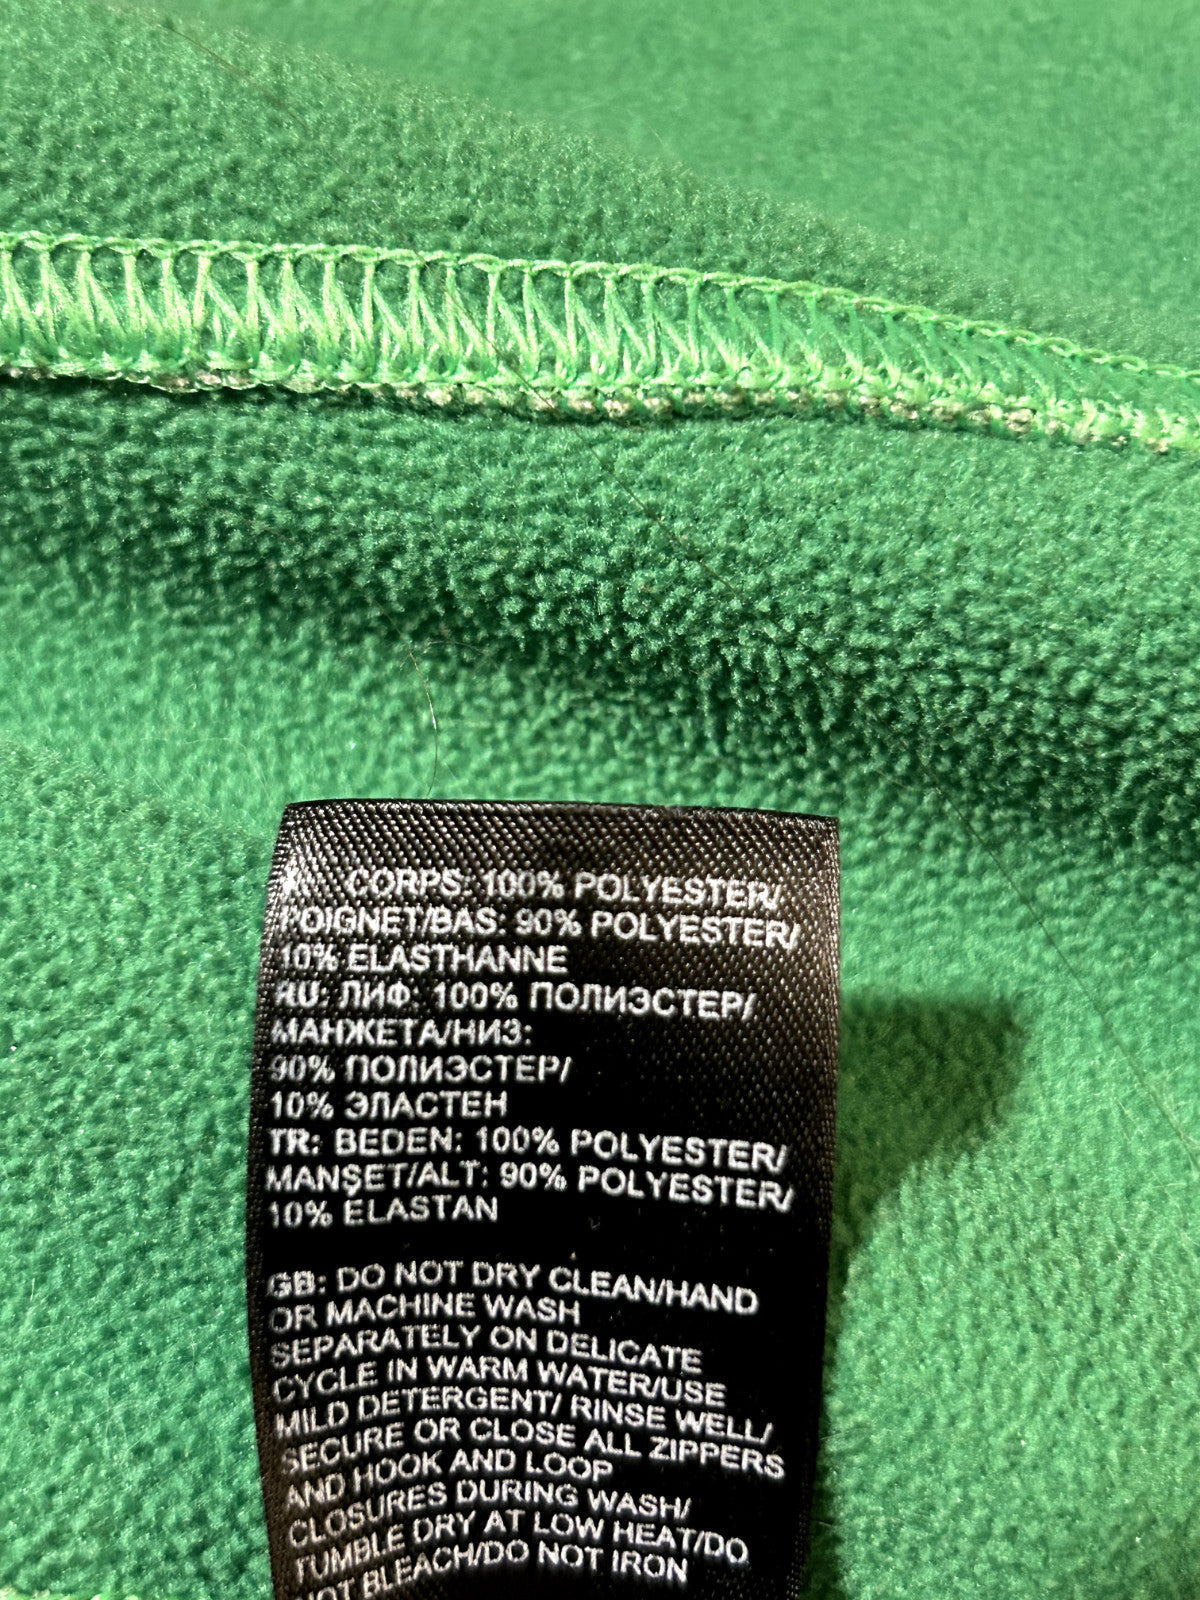 CORPS: 100% POLYESTER/
POIGNET/BAS: 90% POLYESTER/
10% ELASTHANNE
RU: ЛИФ: 100% ПОЛИЭСТЕР/
МАНЖЕТА/НИЗ:
90% ПОЛИЭСТЕР/
10% ЭЛАСТЕН
TR: BEDEN: 100% POLYESTER/
MANŞET/ALT: 90% POLYESTER/
10% ELASTAN
GB: DO NOT DRY CLEAN/HAND
OR MACHINE WASH
SEPARATELY ON DELICATE
CYCLE IN WARM WATER/USE
MILD DETERGENT/ RINSE WELL/
SECURE OR CLOSE ALL ZIPPERS
AND HOOK AND LOOP
CLOSURES DURING WASH/
TUMBLE DRY AT LOW HEAT/DO
NOT BLEACH/DO NOT IRON